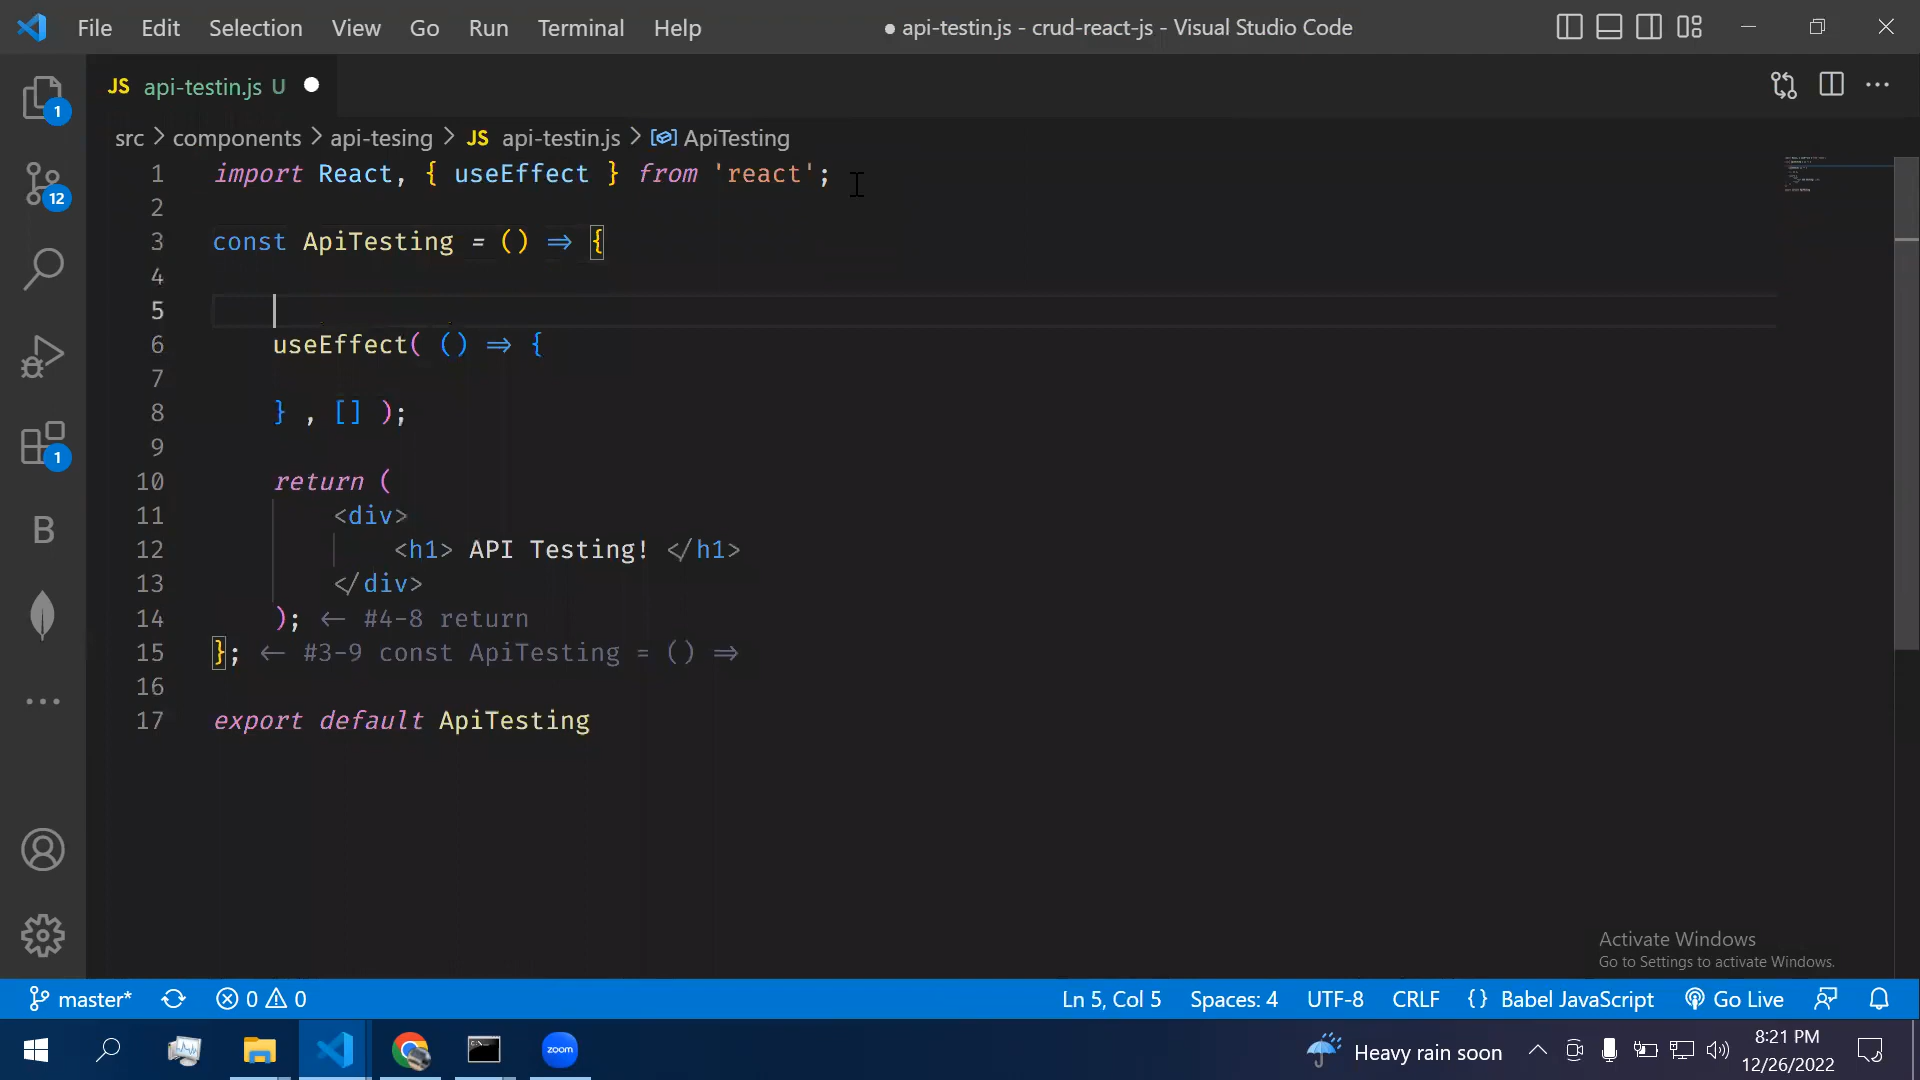 File Edit Selection View Go Run Terminal Help ● api-testin.js - crud-react-js - Visual Studio Code
JS api-testin.js U ●
src > components > api-tesing > JS api-testin.js > ApiTesting
1 import React, { useEffect } from 'react';
2
3 const ApiTesting = () ⇒ {
4
5
6 useEffect( () ⇒ {
7
8 } , [] );
9
10 return (
11 <div>
12 <h1> API Testing! </h1>
13 </div>
14 ); ← #4-8 return
15 }; ← #3-9 const ApiTesting = () ⇒
16
17 export default ApiTesting
1
12
1
B
Activate Windows
Go to Settings to activate Windows.
master* 0 0 Ln 5, Col 5 Spaces: 4 UTF-8 CRLF {} Babel JavaScript Go Live
zoom Heavy rain soon 8:21 PM
12/26/2022